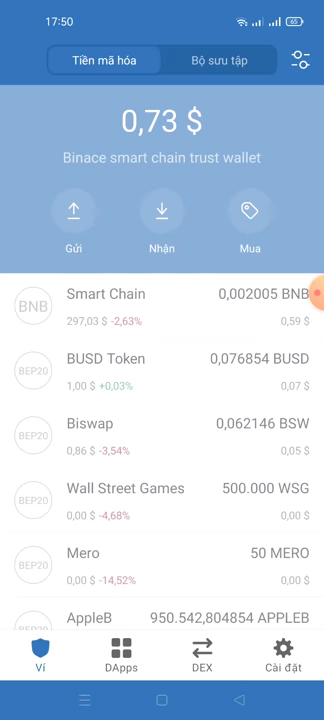 17:50
65
Tiền mã hóa
Bộ sưu tập
0,73 $
Binace smart chain trust wallet
Gửi
Nhận
Mua
BNB
Smart Chain
0,002005 BNB
297,03 $ -2,63%
0,59 $
BEP20
BUSD Token
0,076854 BUSD
1,00 $ +0,03%
0,07 $
BEP20
Biswap
0,062146 BSW
0,86 $ -3,54%
0,05 $
BEP20
Wall Street Games
500.000 WSG
0,00 $ -4,68%
0,00 $
BEP20
Mero
50 MERO
0,00 $ -14,52%
0,00 $
BEP20
AppleB
950.542,804854 APPLEB
Ví
DApps
DEX
Cài đặt